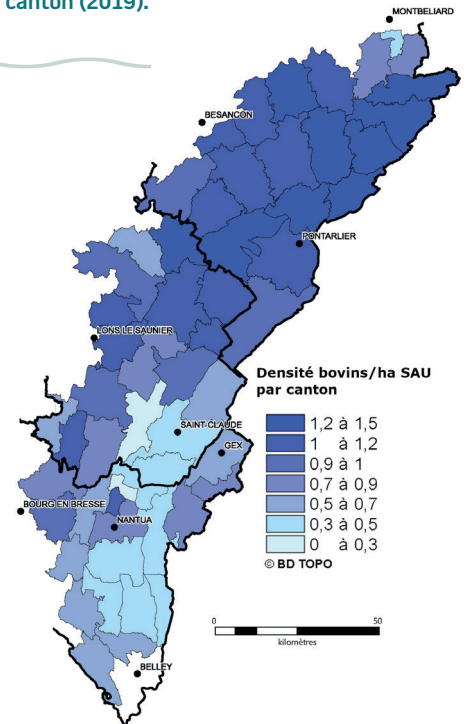 canton (2019).
MONTBELIARD
BESANCON
PONTARLIER
LONS LE SAUNIER
Densité bovins/ha SAU
par canton
SAINT CLAUDE
GEX
1,2 à 1,5
1 à 1,2
0,9 à 1
0,7 à 0,9
0,5 à 0,7
0,3 à 0,5
0 à 0,3
© BD TOPO
BOURG EN BRESSE
NANTUA
0 50
kilomètres
BELLEY